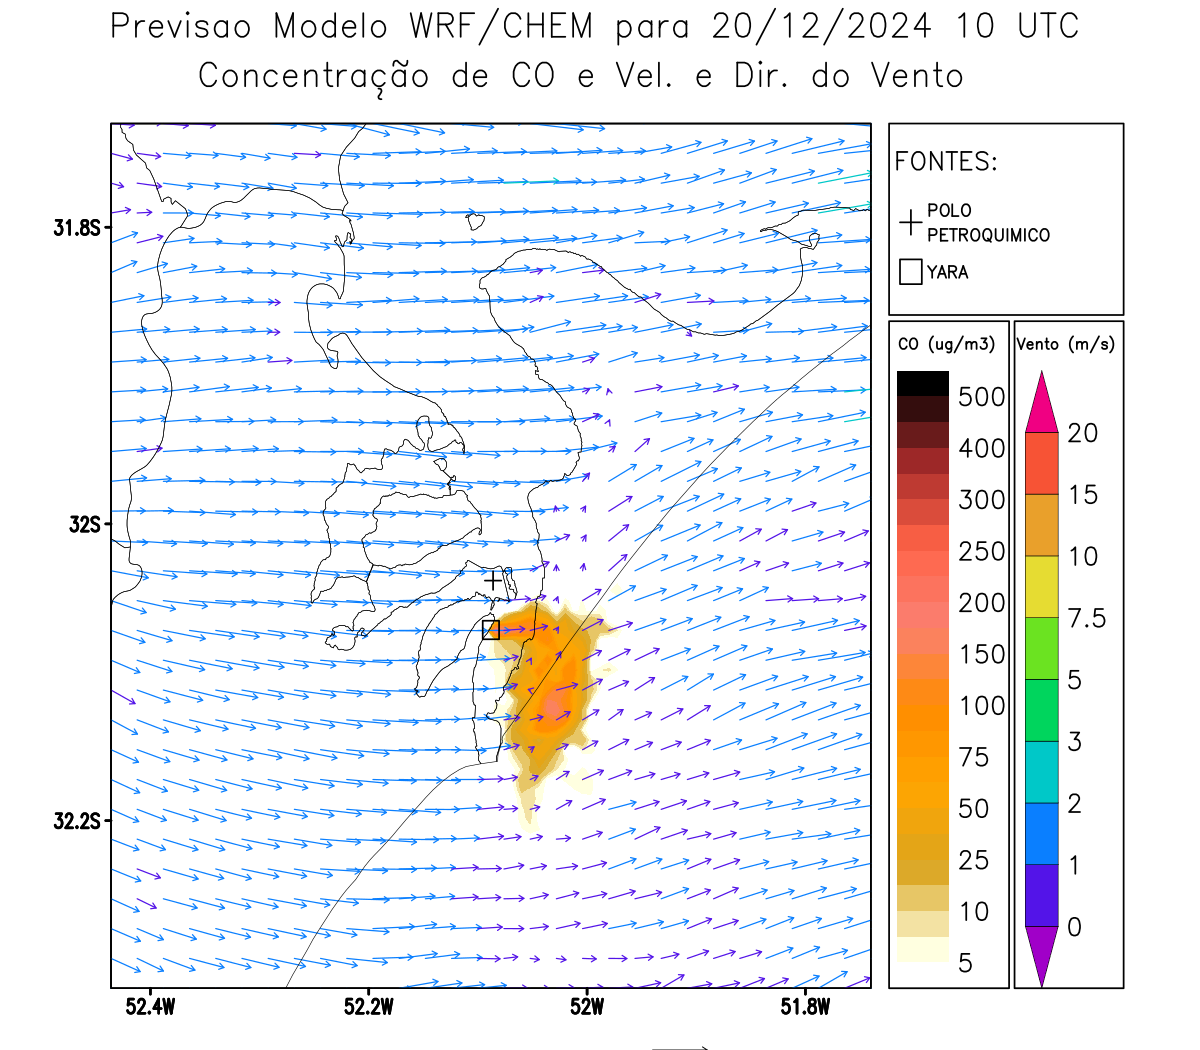 Previsao Modelo WRF/CHEM para 20/12/2024 10 UTC
Concentração de CO e Vel. e Dir. do Vento
FONTES:
POLO
PETROQUIMICO
YARA
CO (ug/m3)
500
400
300
250
200
150
100
75
50
25
10
5
Vento (m/s)
20
15
10
7.5
5
3
2
1
0
31.8S
32S
32.2S
52.4W
52.2W
52W
51.8W